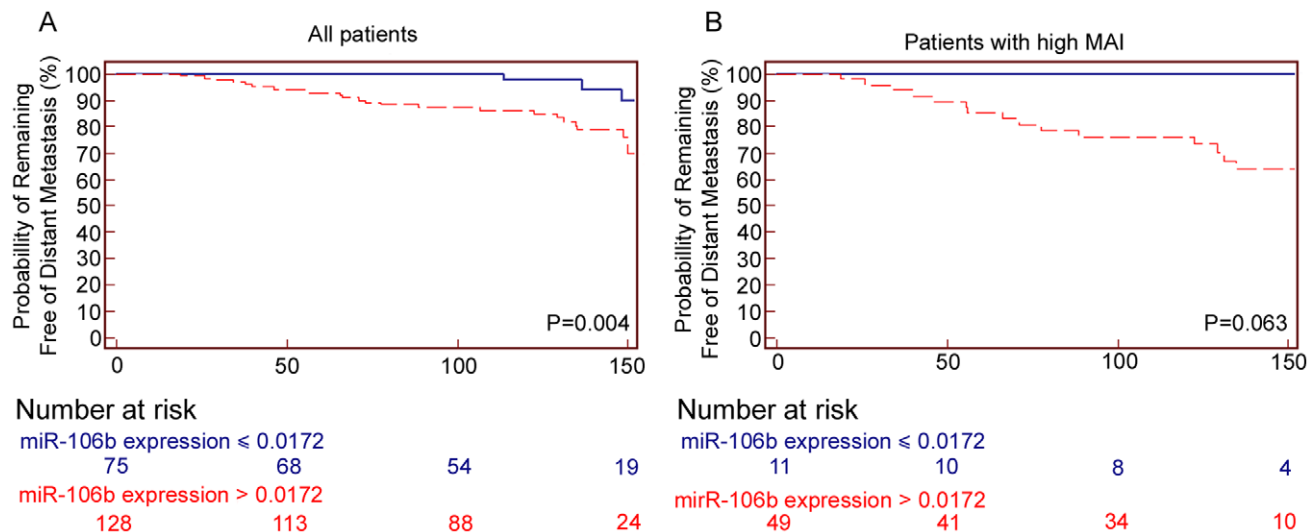 A
All patients
Probabillity of Remaining
Free of Distant Metastasis (%)
100
90
80
70
60
50
40
30
20
10
0
P=0.004
0 50 100 150
Number at risk
miR-106b expression ≤ 0.0172
75 68 54 19
miR-106b expression > 0.0172
128 113 88 24
B
Patients with high MAI
Probability of Remaining
Free of Distant Metastasis (%)
100
90
80
70
60
50
40
30
20
10
0
P=0.063
0 50 100 150
Number at risk
miR-106b expression ≤ 0.0172
11 10 8 4
mirR-106b expression > 0.0172
49 41 34 10